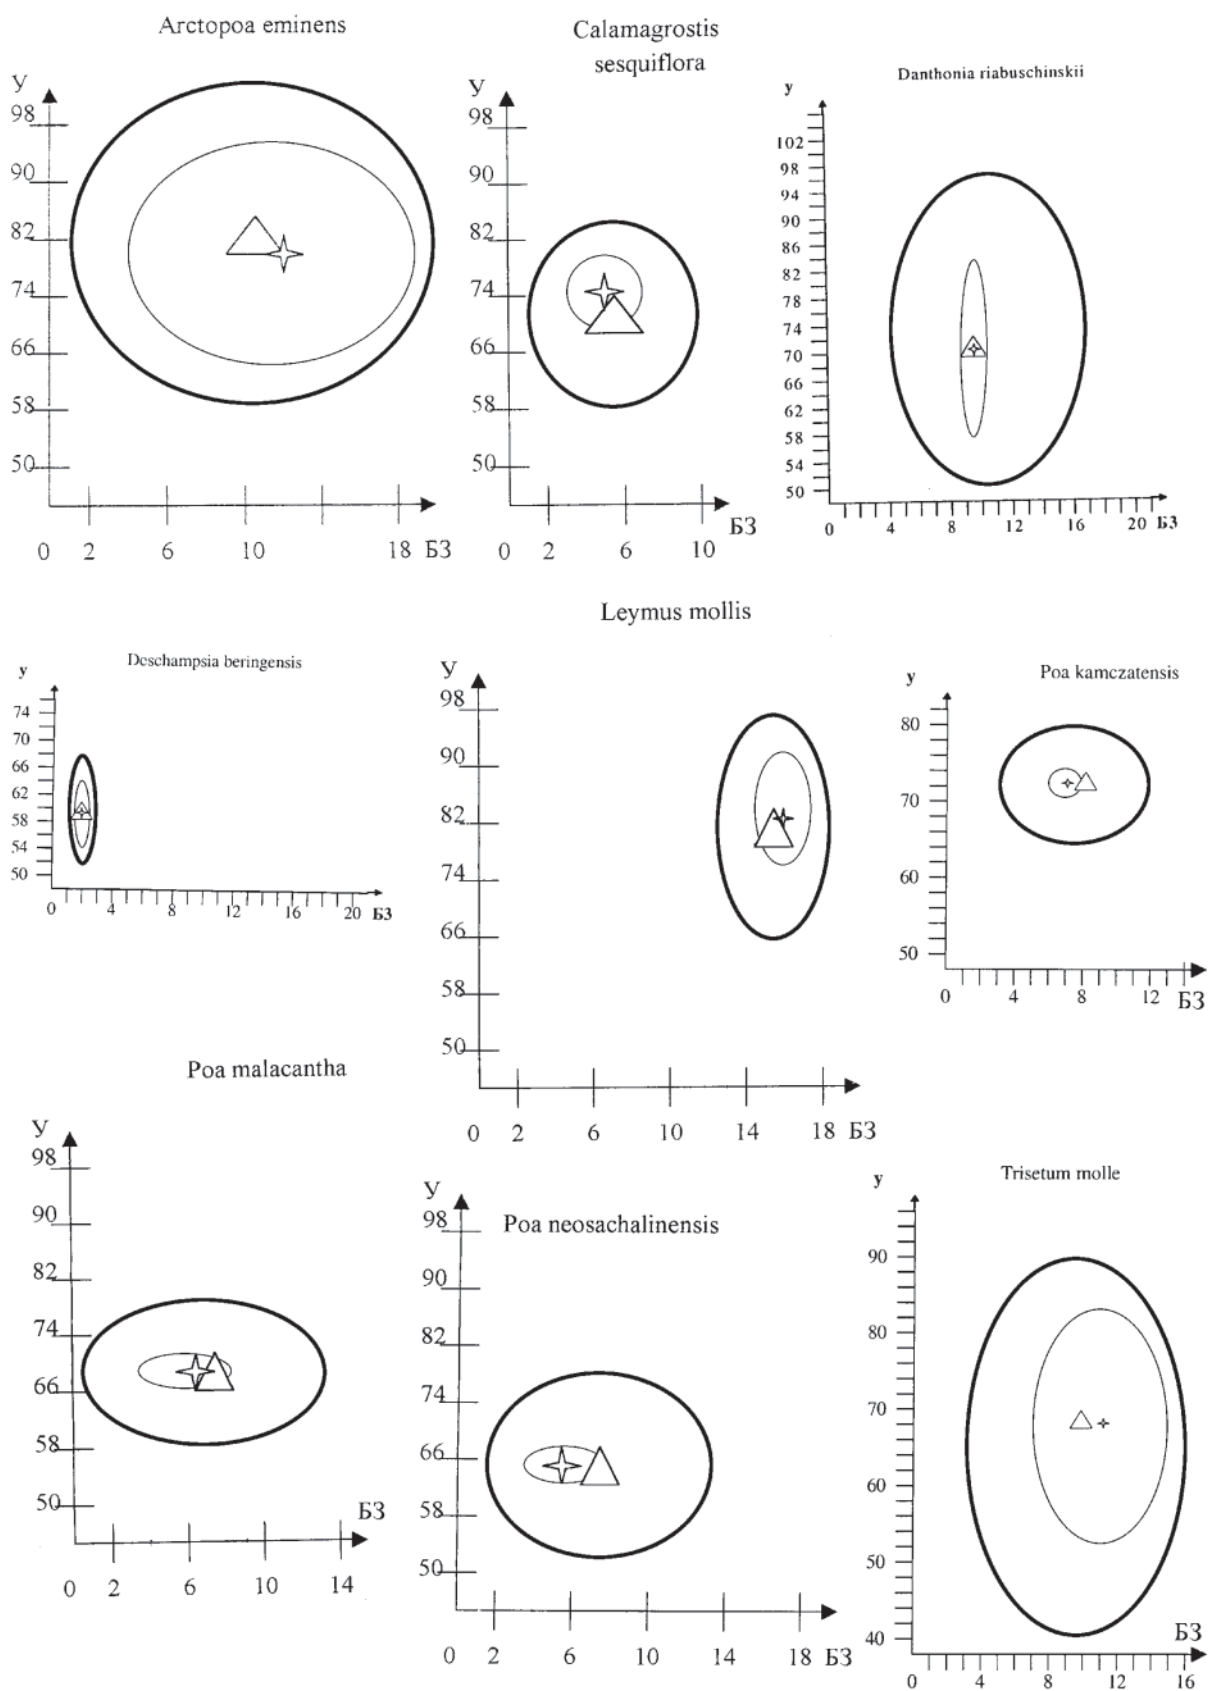 Arctopoa eminens
У
98
90
82
74
66
58
50
0 2 6 10 18 БЗ
Calamagrostis
sesquiflora
У
98
90
82
74
66
58
50
БЗ
0 2 6 10
Danthonia riabuschinskii
у
102
98
94
90
86
82
78
74
70
66
62
58
54
50
0 4 8 12 16 20 БЗ
Deschampsia beringensis
у
74
70
66
62
58
54
50
0 4 8 12 16 20 БЗ
Leymus mollis
У
98
90
82
74
66
58
50
0 2 6 10 14 18 БЗ
Poa kamczatensis
у
80
70
60
50
0 4 8 12 БЗ
Poa malacantha
У
98
90
82
74
66
58
50
БЗ
0 2 6 10 14
Poa neosachalinensis
У
98
90
82
74
66
58
50
0 2 6 10 18 БЗ
Trisetum molle
у
90
80
70
60
50
40
БЗ
0 4 8 12 16